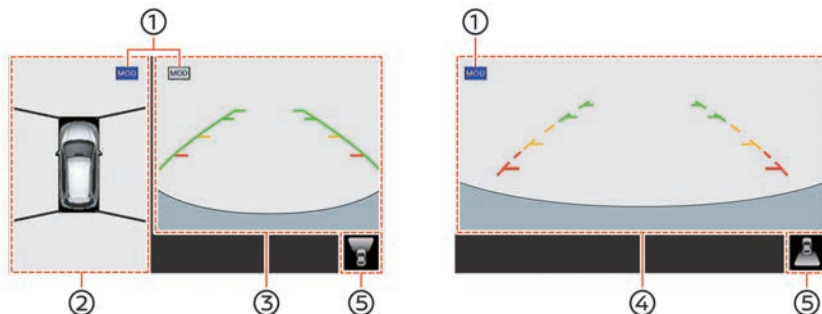 ① ①
MOD MOD MOD
② ③ ⑤ ④ ⑤